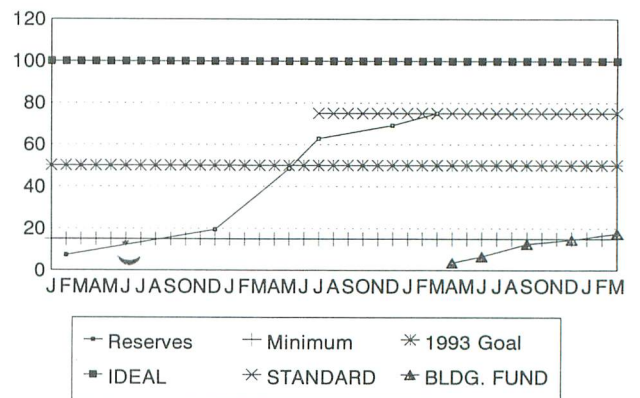 120
100
80
60
40
20
0
JFMAMJJASONDJFMAMJJASONDJFMAMJJASONDJFM
Reserves Minimum 1993 Goal
IDEAL STANDARD BLDG. FUND